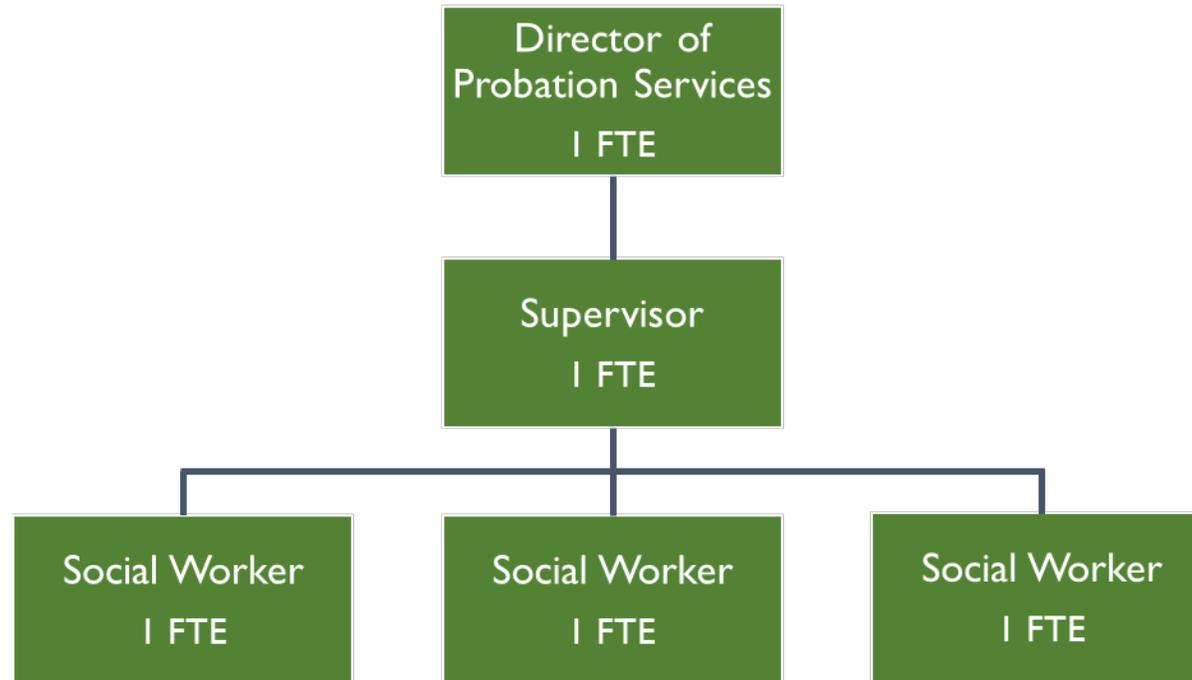 Director of
Probation Services
1 FTE
Supervisor
1 FTE
Social Worker
1 FTE
Social Worker
1 FTE
Social Worker
1 FTE